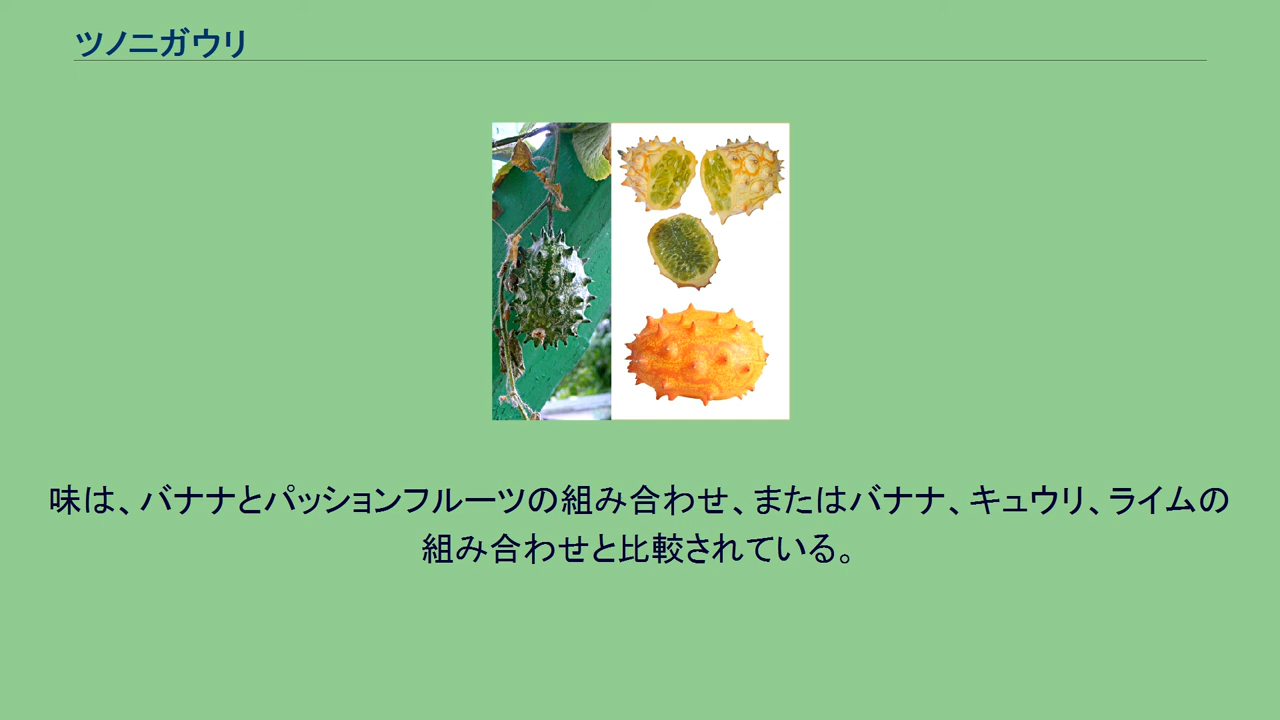 ツノニガウリ
味は、バナナとパッションフルーツの組み合わせ、またはバナナ、キュウリ、ライムの
組み合わせと比較されている。